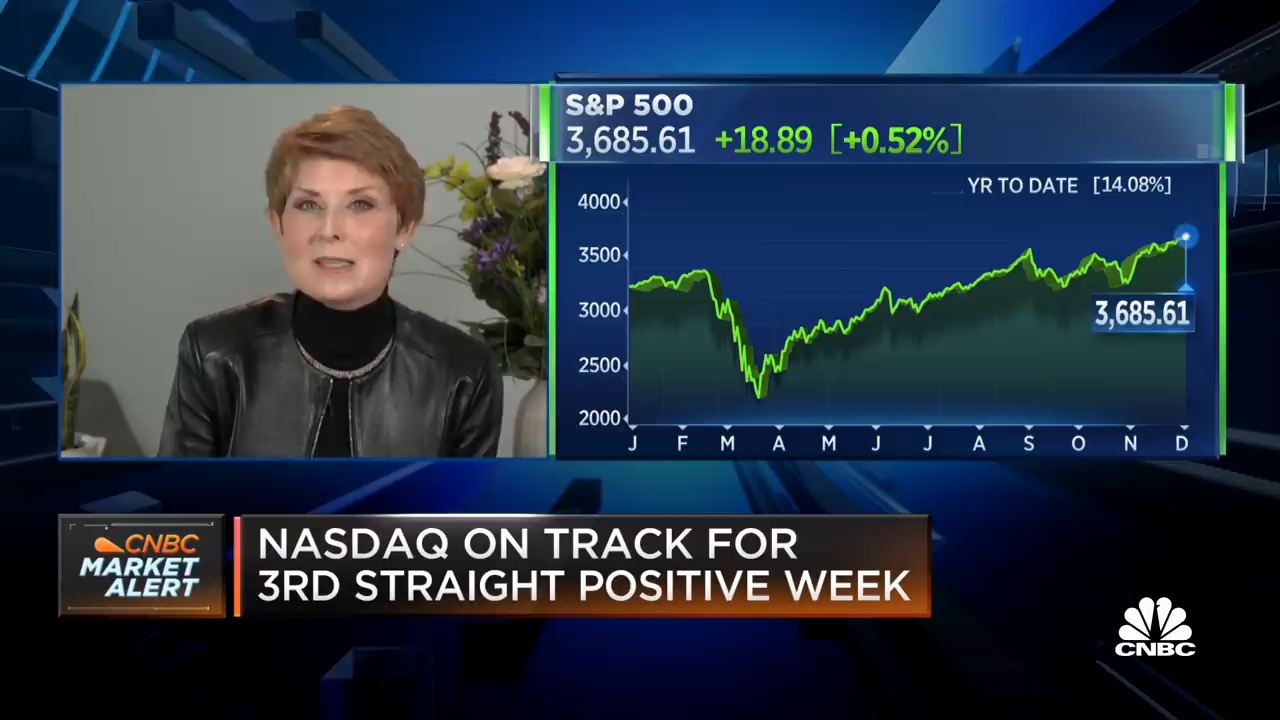 S&P 500
3,685.61 +18.89 [+0.52%]
YR TO DATE [14.08%]
4000
3500
3000
2500
2000
3,685.61
J F M A M J J A S O N D
CNBC
MARKET
ALERT
NASDAQ ON TRACK FOR
3RD STRAIGHT POSITIVE WEEK
CNBC